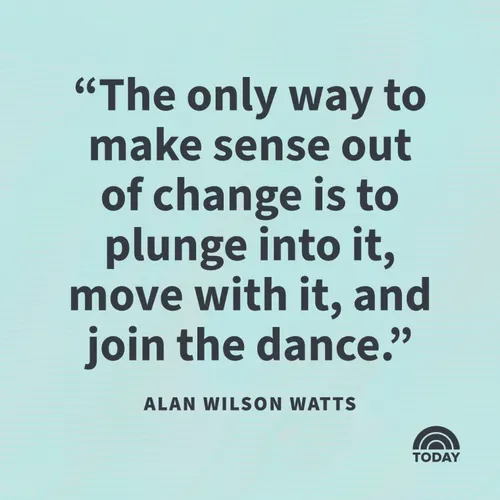 “The only way to
make sense out
of change is to
plunge into it,
move with it, and
join the dance.”
ALAN WILSON WATTS
TODAY